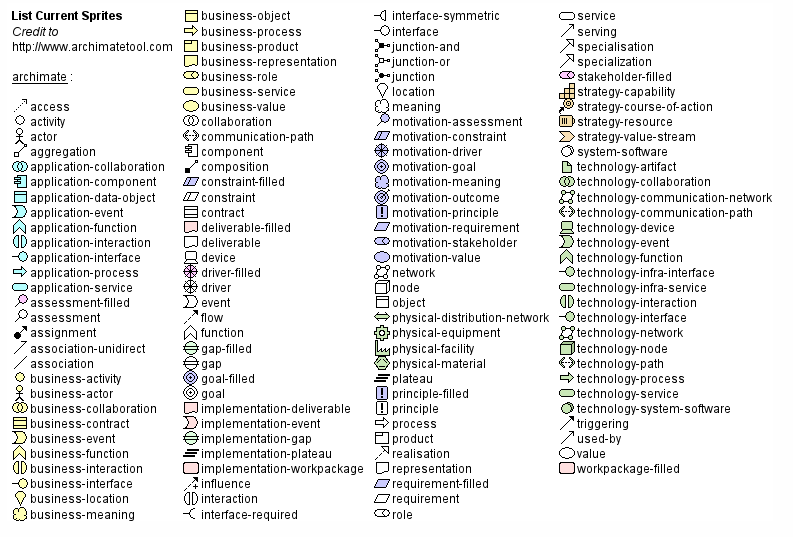 List Current Sprites
Credit to
http://www.archimatetool.com
archimate :
access
activity
actor
aggregation
application-collaboration
application-component
application-data-object
application-event
application-function
application-interaction
application-interface
application-process
application-service
assessment-filled
assessment
assignment
association-unidirect
association
business-activity
business-actor
business-collaboration
business-contract
business-event
business-function
business-interaction
business-interface
business-location
business-meaning
business-object
business-process
business-product
business-representation
business-role
business-service
business-value
collaboration
communication-path
component
composition
constraint-filled
constraint
contract
deliverable-filled
deliverable
device
driver-filled
driver
event
flow
function
gap-filled
gap
goal-filled
goal
implementation-deliverable
implementation-event
implementation-gap
implementation-plateau
implementation-workpackage
influence
interaction
interface-required
interface-symmetric
interface
junction-and
junction-or
junction
location
meaning
motivation-assessment
motivation-constraint
motivation-driver
motivation-goal
motivation-meaning
motivation-outcome
motivation-principle
motivation-requirement
motivation-stakeholder
motivation-value
network
node
object
physical-distribution-network
physical-equipment
physical-facility
physical-material
plateau
principle-filled
principle
process
product
realisation
representation
requirement-filled
requirement
role
service
serving
specialisation
specialization
stakeholder-filled
strategy-capability
strategy-course-of-action
strategy-resource
strategy-value-stream
system-software
technology-artifact
technology-collaboration
technology-communication-network
technology-communication-path
technology-device
technology-event
technology-function
technology-infra-interface
technology-infra-service
technology-interaction
technology-interface
technology-network
technology-node
technology-path
technology-process
technology-service
technology-system-software
triggering
used-by
value
workpackage-filled